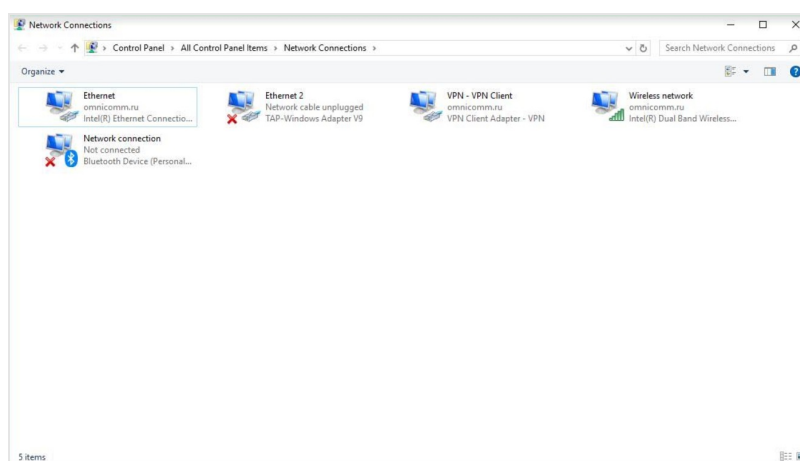 Network Connections
Control Panel > All Control Panel Items > Network Connections >
Search Network Connections
Organize
Ethernet
omnicomm.ru
Intel(R) Ethernet Connectio...
Ethernet 2
Network cable unplugged
TAP-Windows Adapter V9
VPN - VPN Client
omnicomm.ru
VPN Client Adapter - VPN
Wireless network
omnicomm.ru
Intel(R) Dual Band Wireless...
Network connection
Not connected
Bluetooth Device (Personal...
5 items